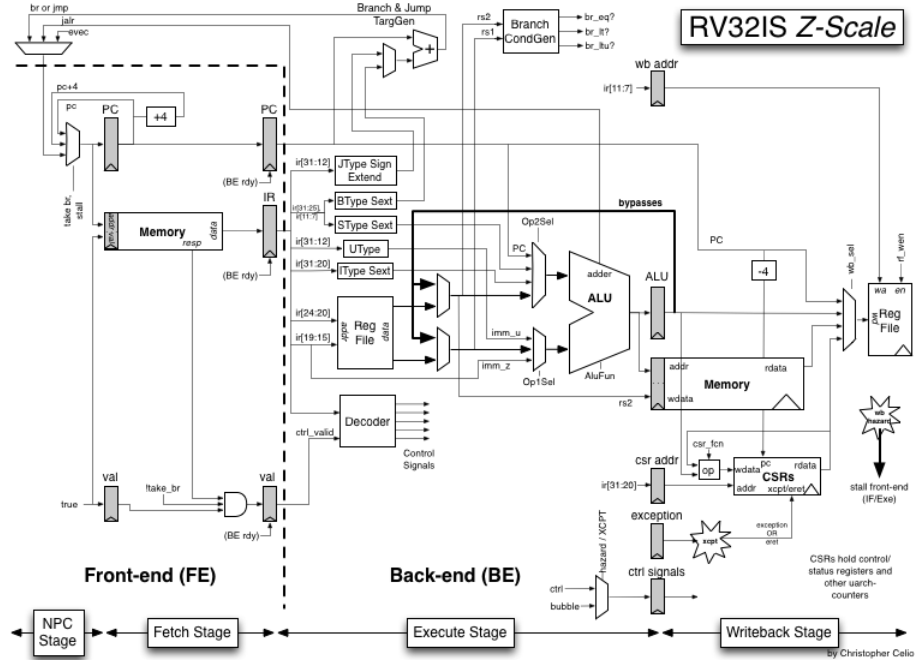 br or jmp
jalr
evec
Branch & Jump
TargGen
+
rs2
rs1
Branch
CondGen
br_eq?
br_lt?
br_ltu?
RV32IS Z-Scale
wb addr
ir[11:7]
pc+4
pc
PC
+4
PC
(BE rdy)
take br,
stall
IR
addr
wait
Memory
resp
data
(BE rdy)
ir[31:12]
JType Sign
Extend
ir[31:25],
ir[11:7]
BType Sext
SType Sext
ir[31:12]
UType
ir[31:20]
IType Sext
bypasses
Op2Sel
PC
adder
ALU
AluFun
ALU
PC
-4
wb_sel
rf_wen
wa
en
wd
Reg
File
ir[24:20]
ir[19:15]
addr
Reg
File
data
imm_u
imm_z
Op1Sel
addr
...
wdata
rdata
Memory
rs2
wb
hazard
stall front-end
(IF/Exe)
ctrl_valid
Decoder
Control
Signals
csr_fcn
op
csr addr
ir[31:20]
pc
wdata
rdata
CSRs
addr
xcpt/eret
val
true
!take_br
val
(BE rdy)
exception
xcpt
exception
OR
eret
hazard / XCPT
ctrl
bubble
ctrl signals
CSRs hold control/
status registers and
other uarch-
counters
Front-end (FE)
Back-end (BE)
NPC
Stage
Fetch Stage
Execute Stage
Writeback Stage
by Christopher Celio